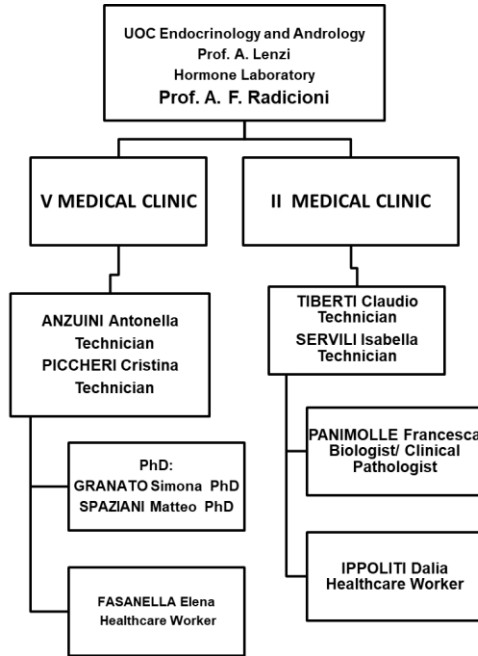 UOC Endocrinology and Andrology
Prof. A. Lenzi
Hormone Laboratory
Prof. A. F. Radicioni
V MEDICAL CLINIC
II MEDICAL CLINIC
ANZUINI Antonella
Technician
PICCHERI Cristina
Technician
TIBERTI Claudio
Technician
SERVILI Isabella
Technician
PhD:
GRANATO Simona PhD
SPAZIANI Matteo PhD
PANIMOLLE Francesca
Biologist/ Clinical
Pathologist
FASANELLA Elena
Healthcare Worker
IPPOLITI Dalia
Healthcare Worker